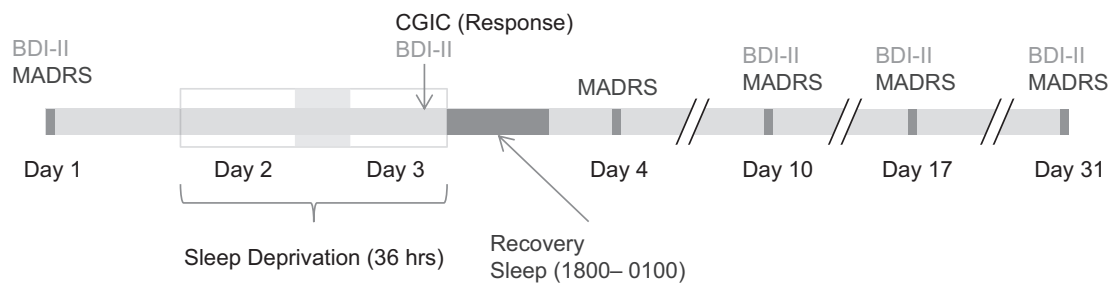 CGIC (Response)
BDI-II
BDI-II
MADRS
MADRS
BDI-II
MADRS
BDI-II
MADRS
BDI-II
MADRS
Day 1
Day 2
Day 3
Day 4
Day 10
Day 17
Day 31
Sleep Deprivation (36 hrs)
Recovery
Sleep (1800– 0100)